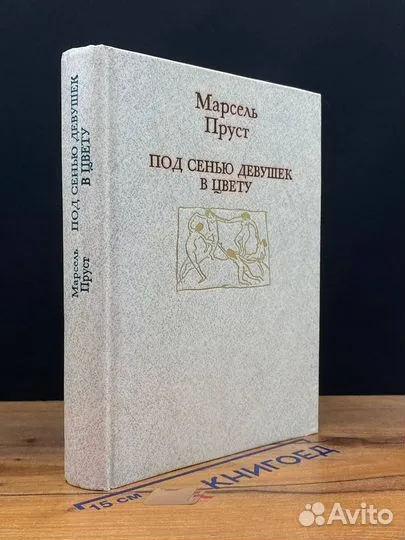 Марсель
Пруст
ПОД СЕНЬЮ ДЕВУШЕК
В ЦВЕТУ
Марсель
Пруст
ПОД СЕНЬЮ ДЕВУШЕК
В ЦВЕТУ
15 СМ
КНИГОЕД
Avito